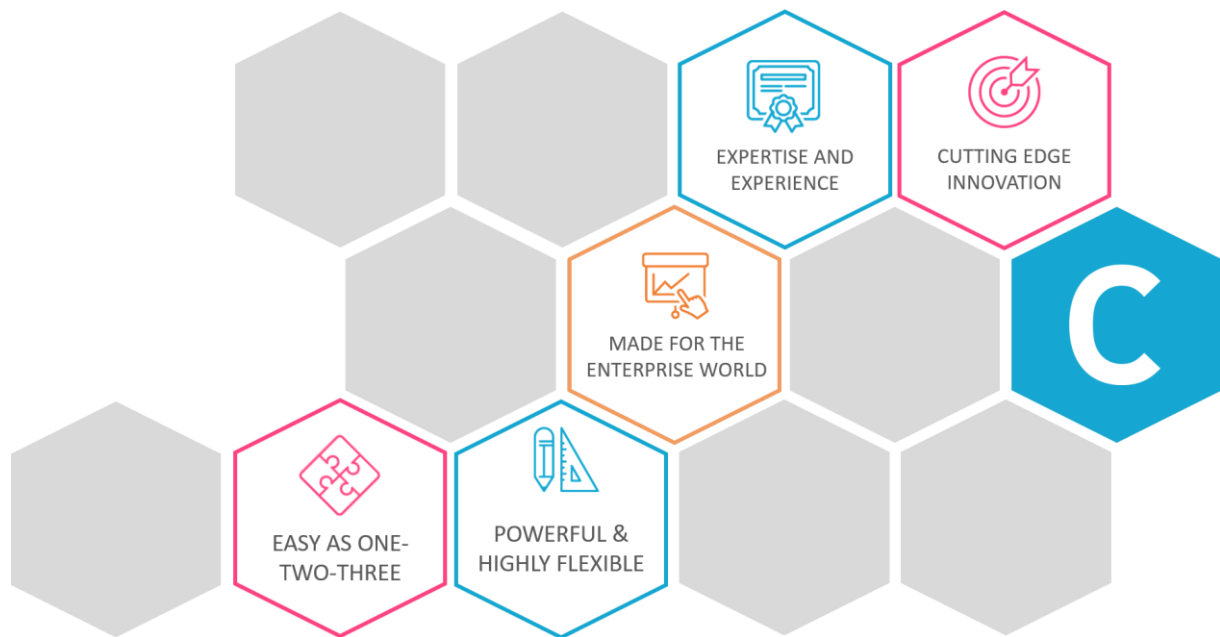 EXPERTISE AND
EXPERIENCE
CUTTING EDGE
INNOVATION
MADE FOR THE
ENTERPRISE WORLD
C
EASY AS ONE-
TWO-THREE
POWERFUL &
HIGHLY FLEXIBLE